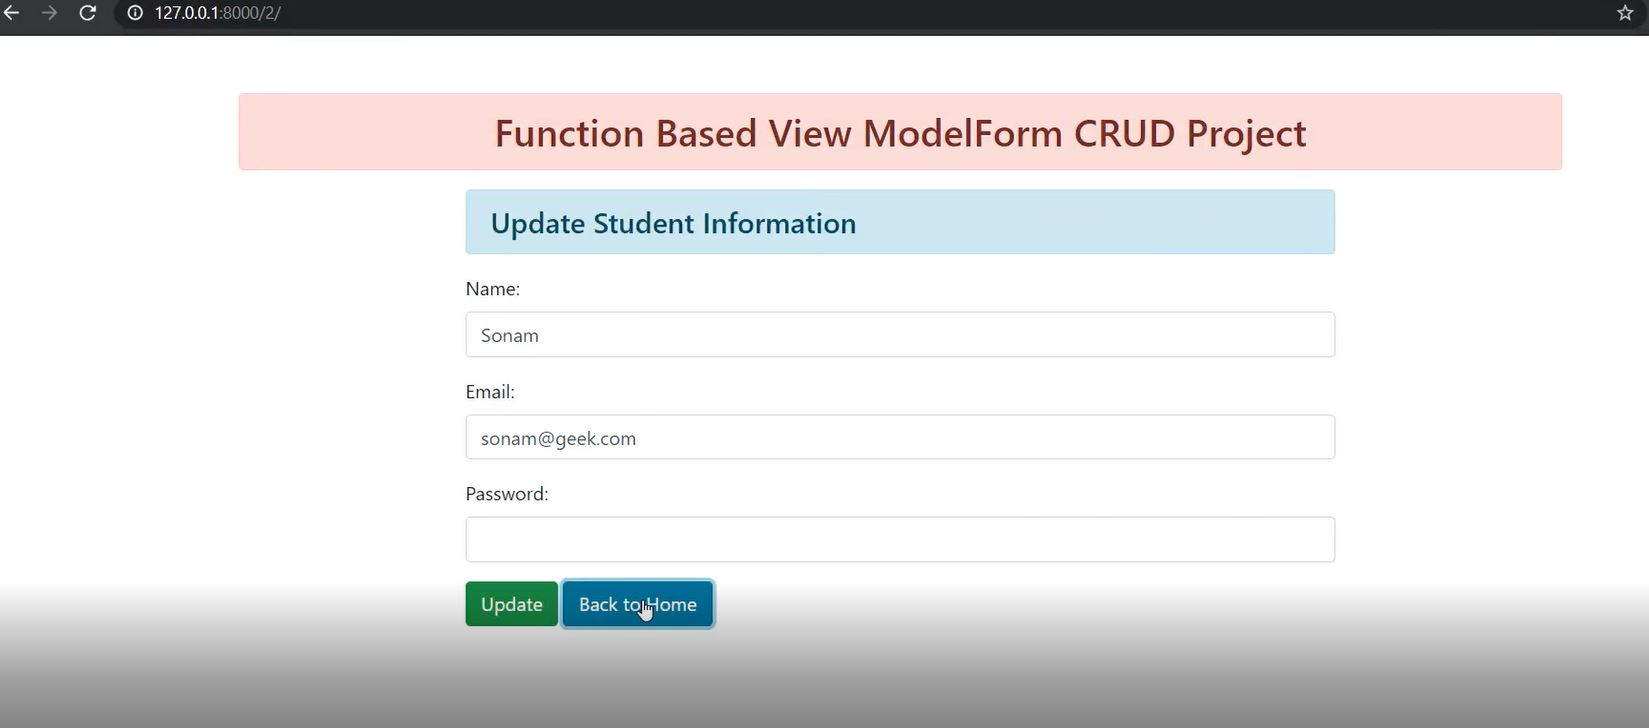 127.0.0.1:8000/2/
Function Based View ModelForm CRUD Project
Update Student Information
Name:
Sonam
Email:
sonam@geek.com
Password:
Update Back to Home